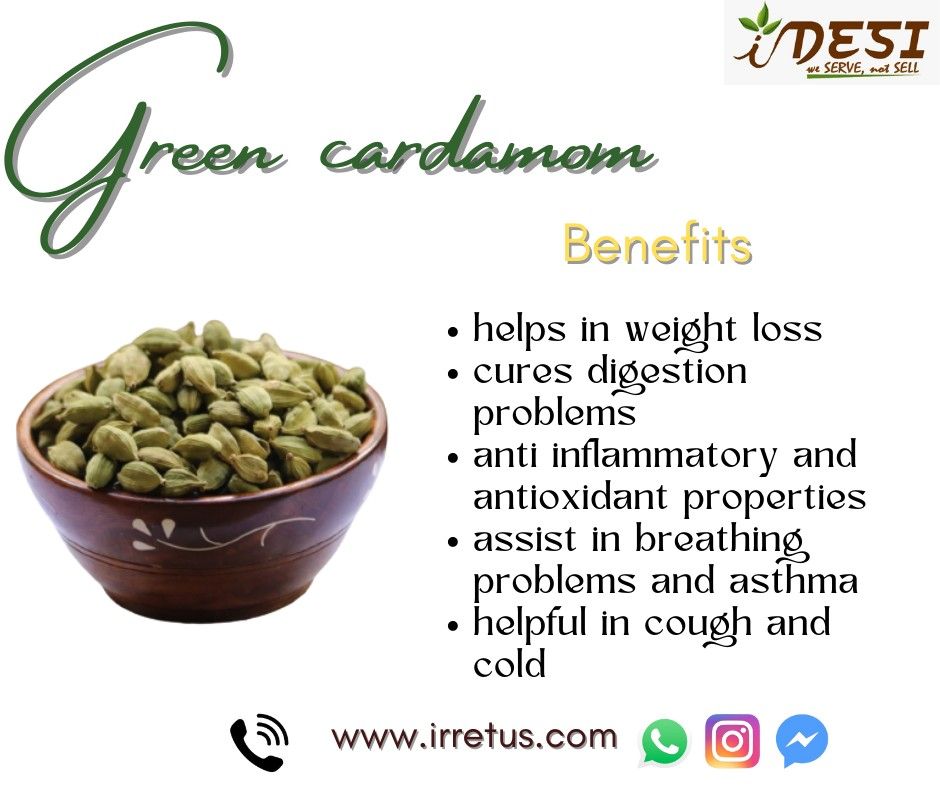 iDESI
we SERVE, not SELL
Green cardamom
Benefits
• helps in weight loss
• cures digestion
problems
• anti inflammatory and
antioxidant properties
• assist in breathing
problems and asthma
• helpful in cough and
cold
www.irretus.com